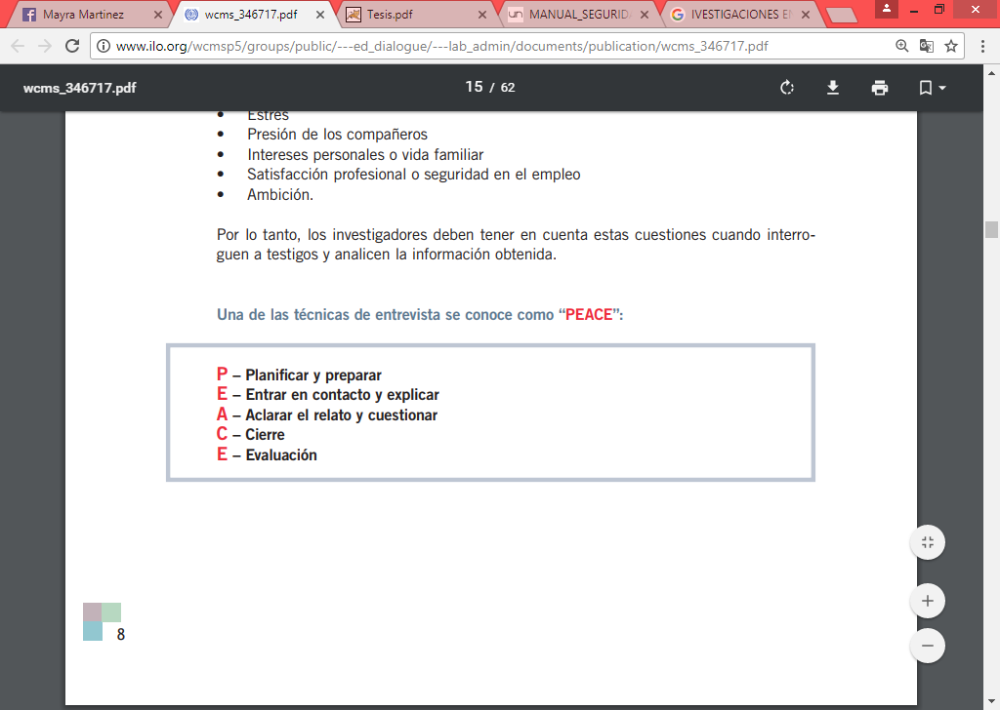 Mayra Martinez
wcms_346717.pdf
Tesis.pdf
MANUAL_SEGURID
IVESTIGACIONES E
www.ilo.org/wcmsp5/groups/public/---ed_dialogue/---lab_admin/documents/publication/wcms_346717.pdf
wcms_346717.pdf
15 / 62
• Estrés
• Presión de los compañeros
• Intereses personales o vida familiar
• Satisfacción profesional o seguridad en el empleo
• Ambición.
Por lo tanto, los investigadores deben tener en cuenta estas cuestiones cuando interro-
guen a testigos y analicen la información obtenida.
Una de las técnicas de entrevista se conoce como “PEACE”:
P – Planificar y preparar
E – Entrar en contacto y explicar
A – Aclarar el relato y cuestionar
C – Cierre
E – Evaluación
8